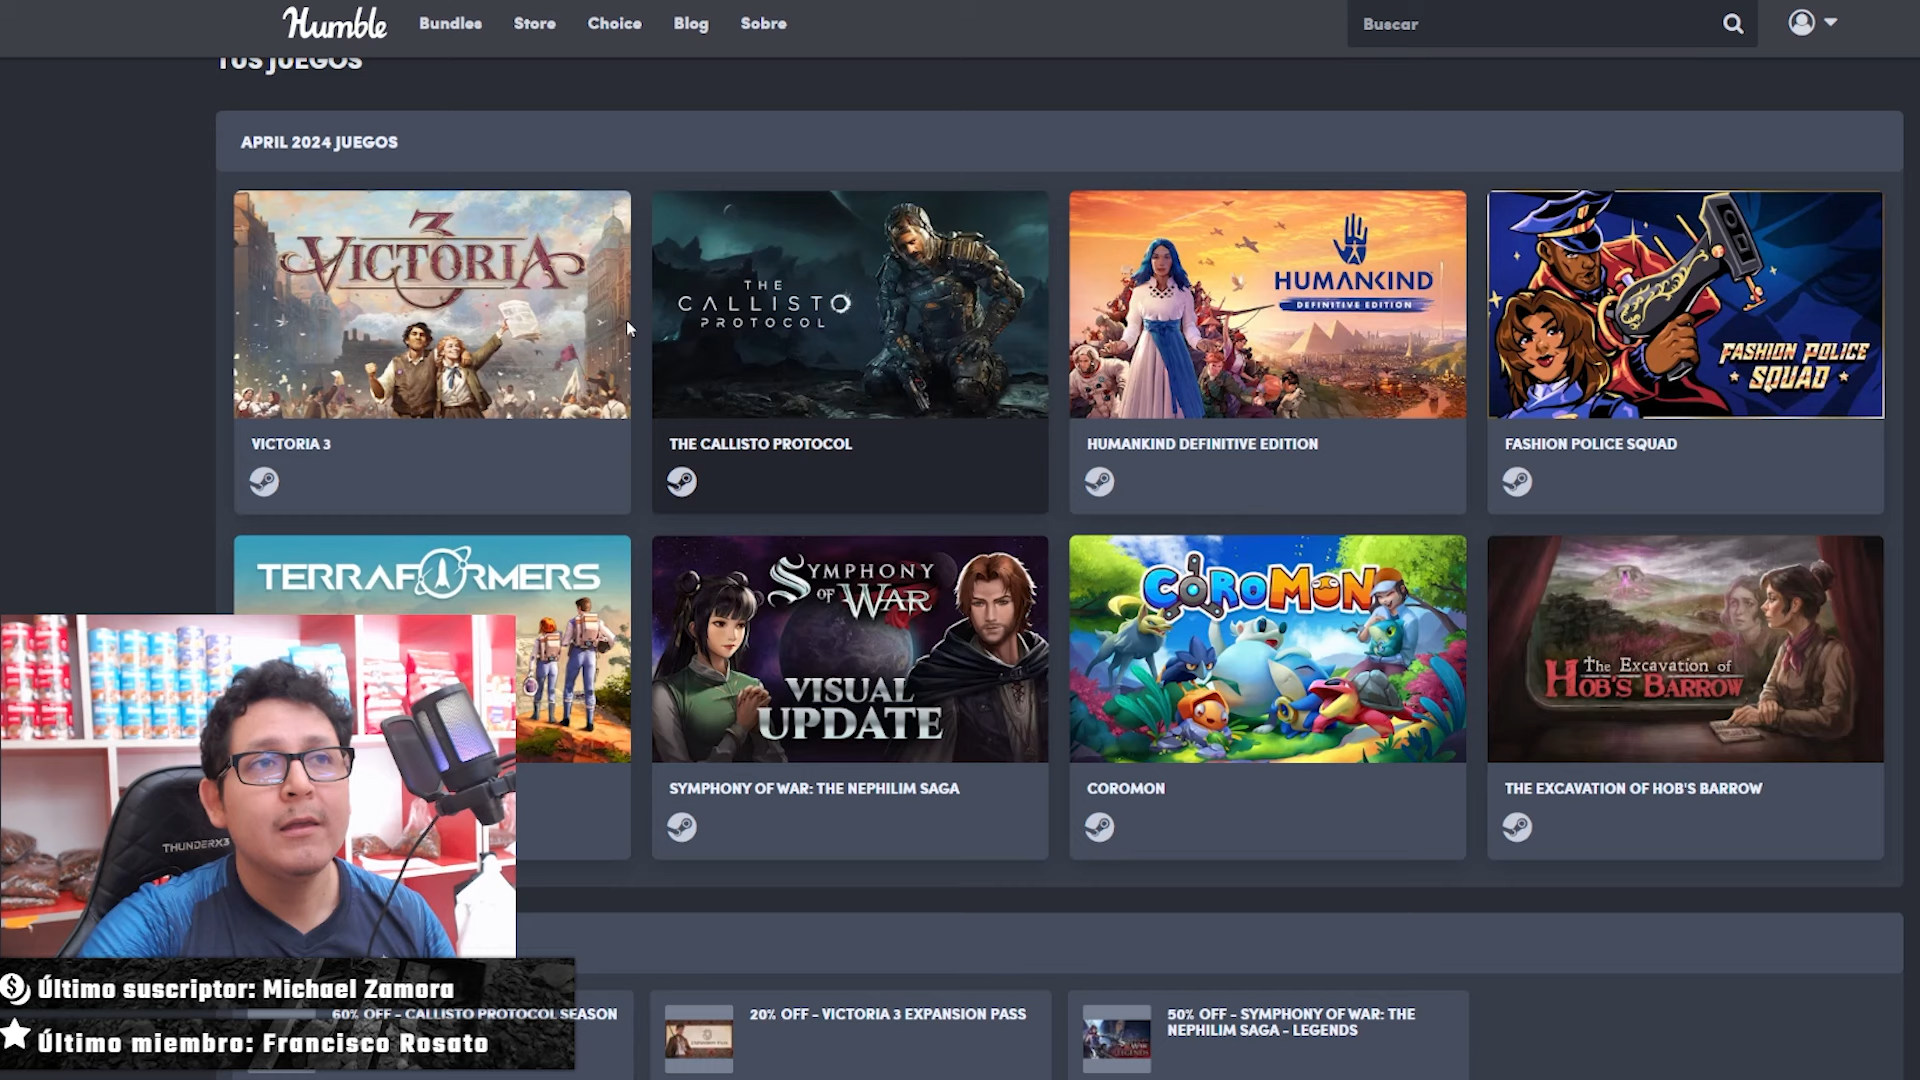 Humble
Bundles
Store
Choice
Blog
Sobre
Buscar
TUS JUEGOS
APRIL 2024 JUEGOS
3
VICTORIA
VICTORIA 3
THE
CALLISTO
PROTOCOL
THE CALLISTO PROTOCOL
HUMANKIND
DEFINITIVE EDITION
HUMANKIND DEFINITIVE EDITION
FASHION POLICE
SQUAD
FASHION POLICE SQUAD
TERRAFORMERS
SYMPHONY
OF WAR
VISUAL
UPDATE
SYMPHONY OF WAR: THE NEPHILIM SAGA
COROMON
COROMON
The Excavation of
HOB'S BARROW
THE EXCAVATION OF HOB'S BARROW
THUNDERX3
Último suscriptor: Michael Zamora
60% OFF - CALLISTO PROTOCOL SEASON
Último miembro: Francisco Rosato
20% OFF - VICTORIA 3 EXPANSION PASS
50% OFF - SYMPHONY OF WAR: THE
NEPHILIM SAGA - LEGENDS